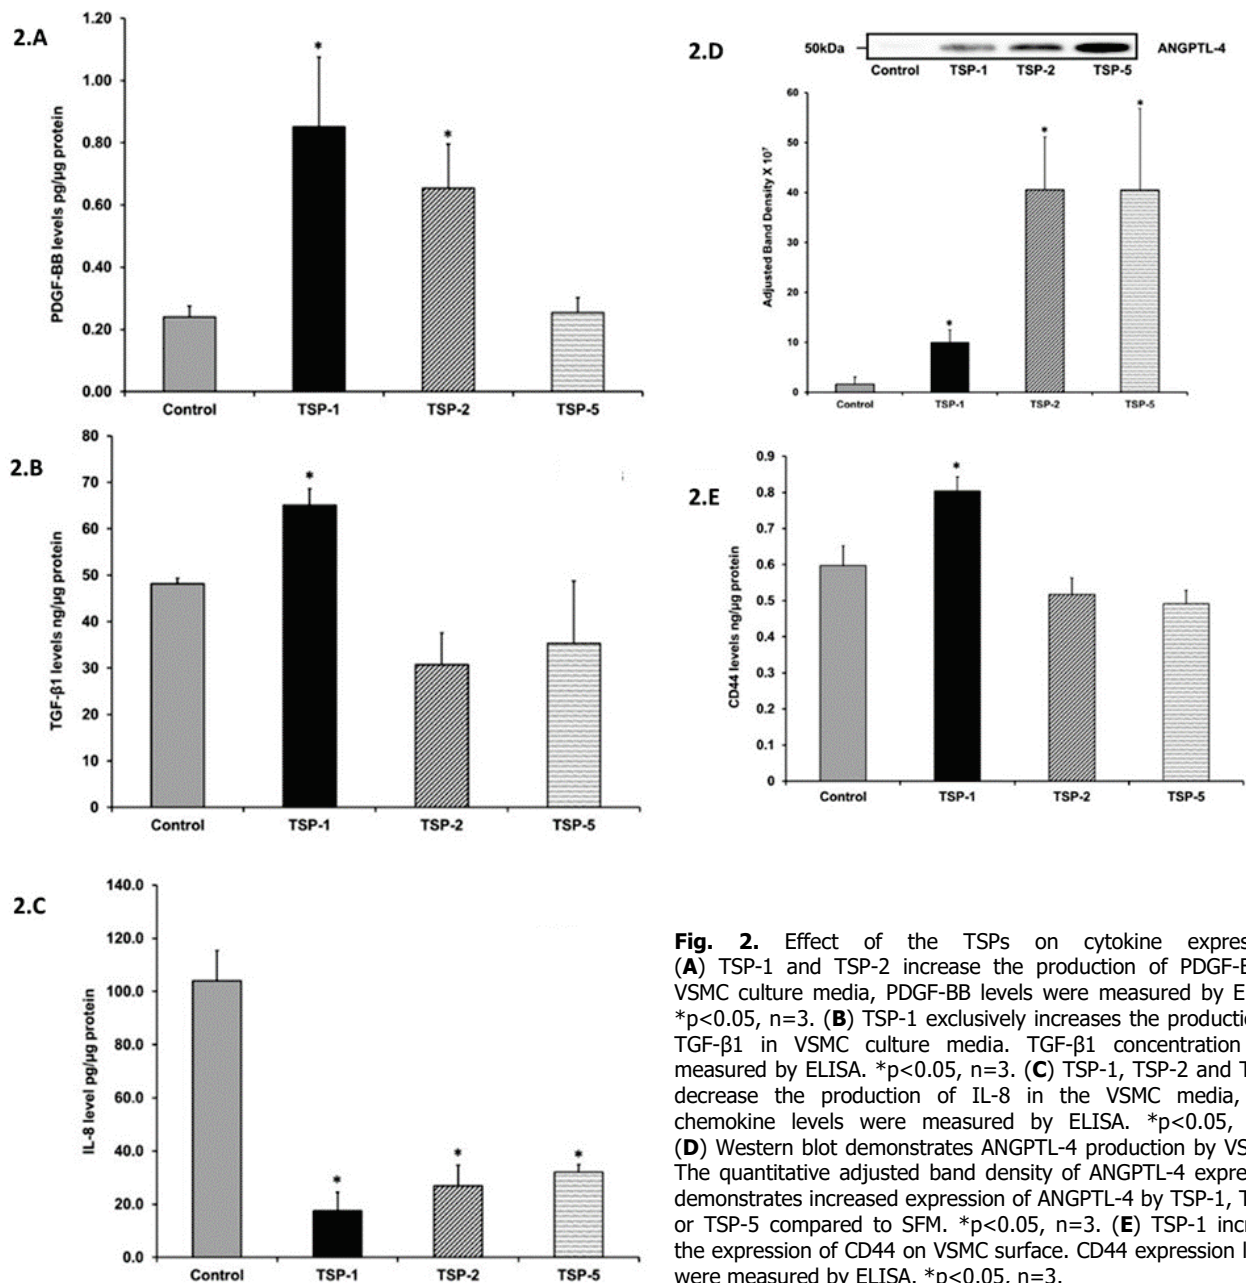 2.A
1.20
1.00
0.80
0.60
0.40
0.20
0.00
PDGF-BB levels pg/µg protein
*
*
Control TSP-1 TSP-2 TSP-5
2.B
80
70
60
50
40
30
20
10
0
TGF-β1 levels ng/µg protein
*
Control TSP-1 TSP-2 TSP-5
2.C
140.0
120.0
100.0
80.0
60.0
40.0
20.0
0.0
IL-8 level pg/µg protein
* * *
Control TSP-1 TSP-2 TSP-5
2.D
50kDa ANGPTL-4
Control TSP-1 TSP-2 TSP-5
60
50
40
30
20
10
0
Adjusted Band Density X 10⁷
* * *
Control TSP-1 TSP-2 TSP-5
2.E
0.9
0.8
0.7
0.6
0.5
0.4
0.3
0.2
0.1
0
CD44 levels ng/µg protein
*
Control TSP-1 TSP-2 TSP-5
Fig. 2. Effect of the TSPs on cytokine expres
(A) TSP-1 and TSP-2 increase the production of PDGF-B
VSMC culture media, PDGF-BB levels were measured by E
*p<0.05, n=3. (B) TSP-1 exclusively increases the productio
TGF-β1 in VSMC culture media. TGF-β1 concentration
measured by ELISA. *p<0.05, n=3. (C) TSP-1, TSP-2 and T
decrease the production of IL-8 in the VSMC media,
chemokine levels were measured by ELISA. *p<0.05,
(D) Western blot demonstrates ANGPTL-4 production by VS
The quantitative adjusted band density of ANGPTL-4 expre
demonstrates increased expression of ANGPTL-4 by TSP-1, T
or TSP-5 compared to SFM. *p<0.05, n=3. (E) TSP-1 incr
the expression of CD44 on VSMC surface. CD44 expression l
were measured by ELISA. *p<0.05, n=3.